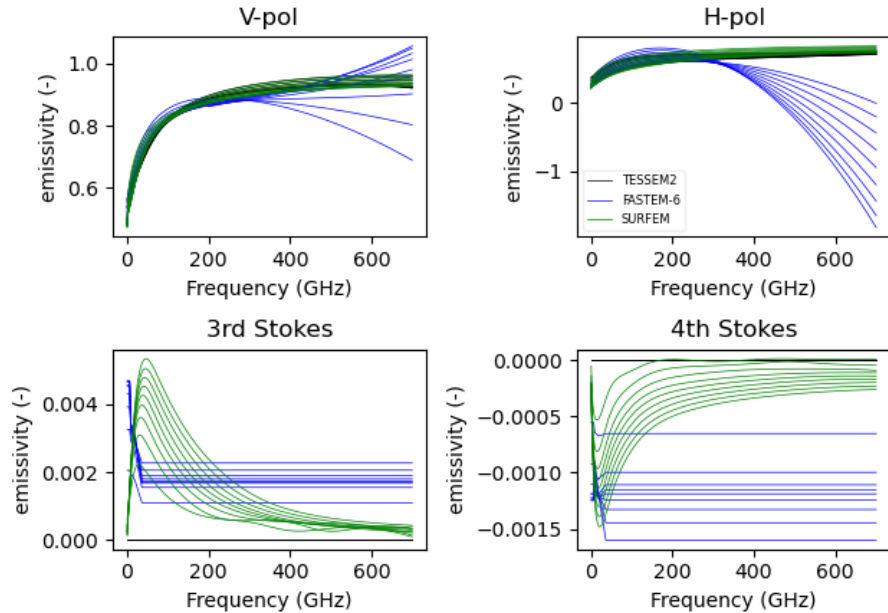 V-pol
H-pol
emissivity (-)
1.0
0.8
0.6
0 200 400 600
Frequency (GHz)
emissivity (-)
0
−1
TESSEM2
FASTEM-6
SURFEM
0 200 400 600
Frequency (GHz)
3rd Stokes
4th Stokes
emissivity (-)
0.004
0.002
0.000
0 200 400 600
Frequency (GHz)
emissivity (-)
0.0000
−0.0005
−0.0010
−0.0015
0 200 400 600
Frequency (GHz)